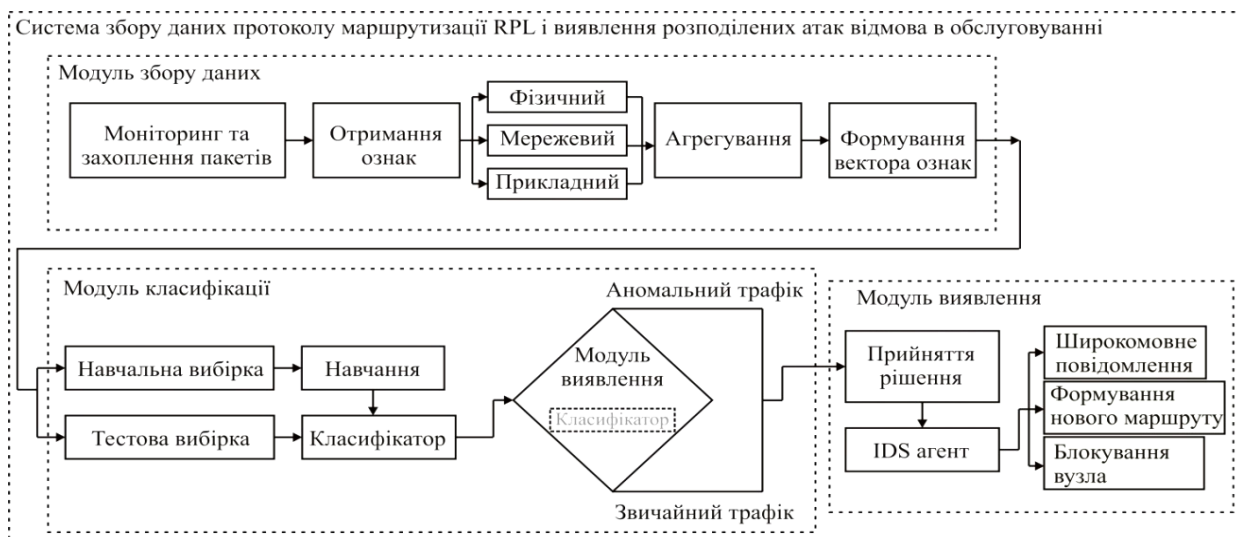 Система збору даних протоколу маршрутизації RPL і виявлення розподілених атак відмова в обслуговуванні
Модуль збору даних
Моніторинг та
захоплення пакетів
Отримання
ознак
Фізичний
Мережевий
Прикладний
Агрегування
Формування
вектора ознак
Модуль класифікації
Навчальна вибірка
Навчання
Тестова вибірка
Класифікатор
Аномальний трафік
Модуль
виявлення
Класифікатор
Звичайний трафік
Модуль виявлення
Прийняття
рішення
IDS агент
Широкомовне
повідомлення
Формування
нового маршруту
Блокування
вузла